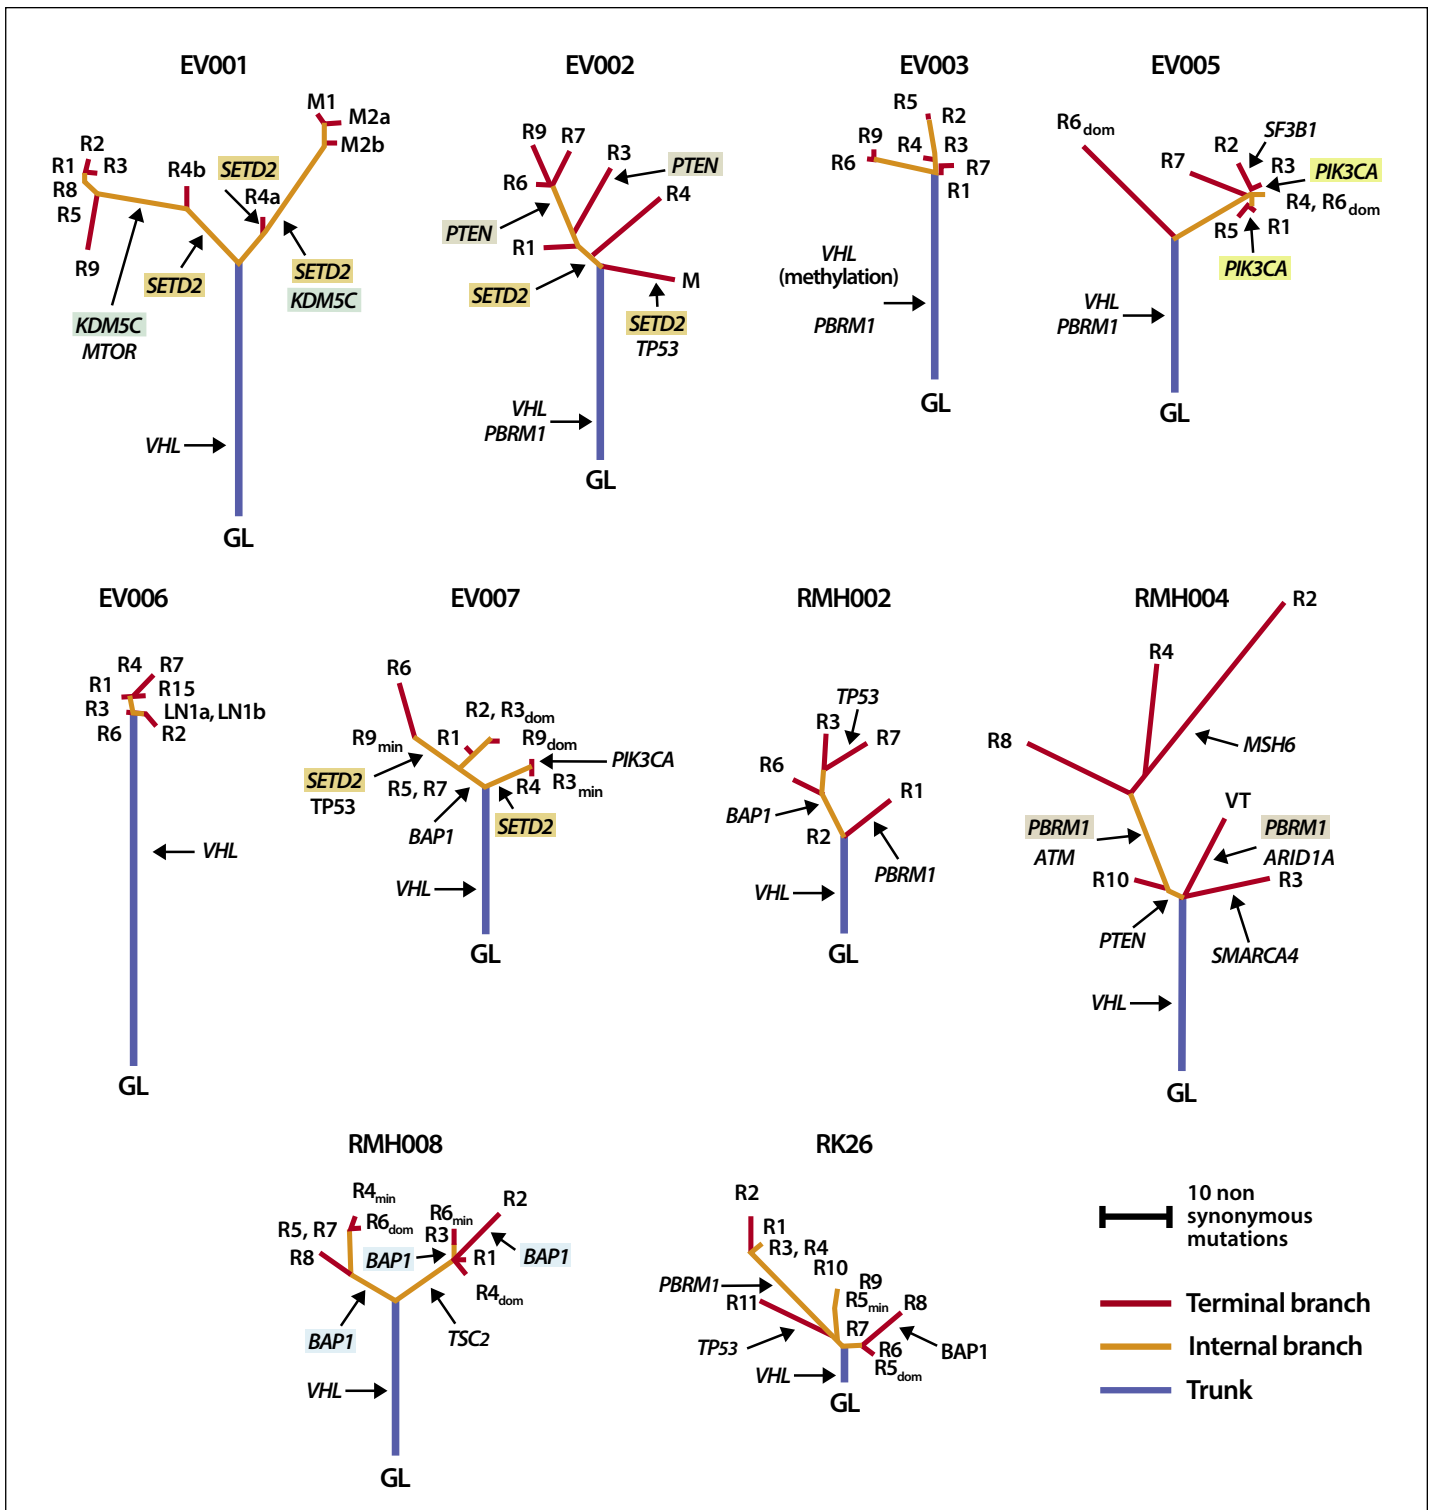 EV001
M1
M2a
M2b
R2
R1
R3
R8
R5
R9
R4b
SETD2
R4a
SETD2
SETD2
KDM5C
KDM5C
MTOR
VHL
GL
EV002
R9
R7
R3
PTEN
R6
R4
PTEN
R1
SETD2
M
SETD2
TP53
VHL
PBRM1
GL
EV003
R5
R2
R9
R4
R3
R6
R7
R1
VHL
(methylation)
PBRM1
GL
EV005
R6dom
SF3B1
R2
R7
R3
PIK3CA
R4, R6dom
R5
R1
PIK3CA
VHL
PBRM1
GL
EV006
R4
R7
R1
R15
R3
LN1a, LN1b
R6
R2
VHL
GL
EV007
R6
R2, R3dom
R9min
R1
R9dom
PIK3CA
SETD2
TP53
R5, R7
R4
R3min
BAP1
SETD2
VHL
GL
RMH002
TP53
R3
R7
R6
R1
BAP1
R2
PBRM1
VHL
GL
RMH004
R2
R4
R8
MSH6
VT
PBRM1
ATM
PBRM1
ARID1A
R10
R3
PTEN
SMARCA4
VHL
GL
RMH008
R4min
R5, R7
R6dom
R8
R6min
R2
R3
BAP1
R1
BAP1
R4dom
BAP1
TSC2
VHL
GL
RK26
R2
R1
R3, R4
R10
PBRM1
R9
R5min
R11
R8
R7
TP53
R6
BAP1
R5dom
VHL
GL
10 non
synonymous
mutations
Terminal branch
Internal branch
Trunk